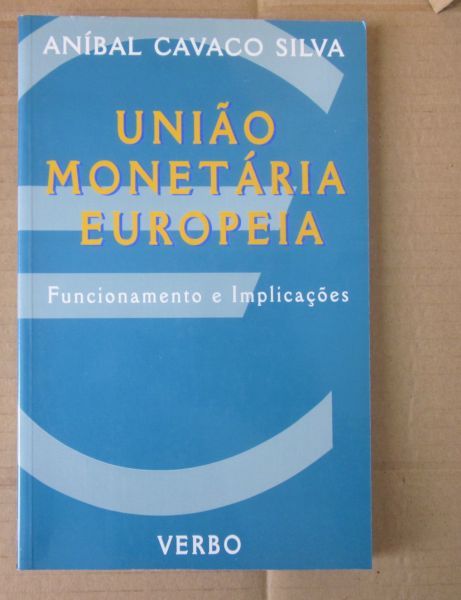 ANÍBAL CAVACO SILVA
UNIÃO
MONETÁRIA
EUROPEIA
Funcionamento e Implicações
VERBO